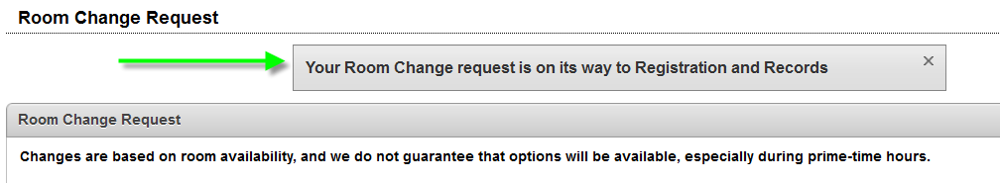 Room Change Request
Your Room Change request is on its way to Registration and Records
Room Change Request
Changes are based on room availability, and we do not guarantee that options will be available, especially during prime-time hours.